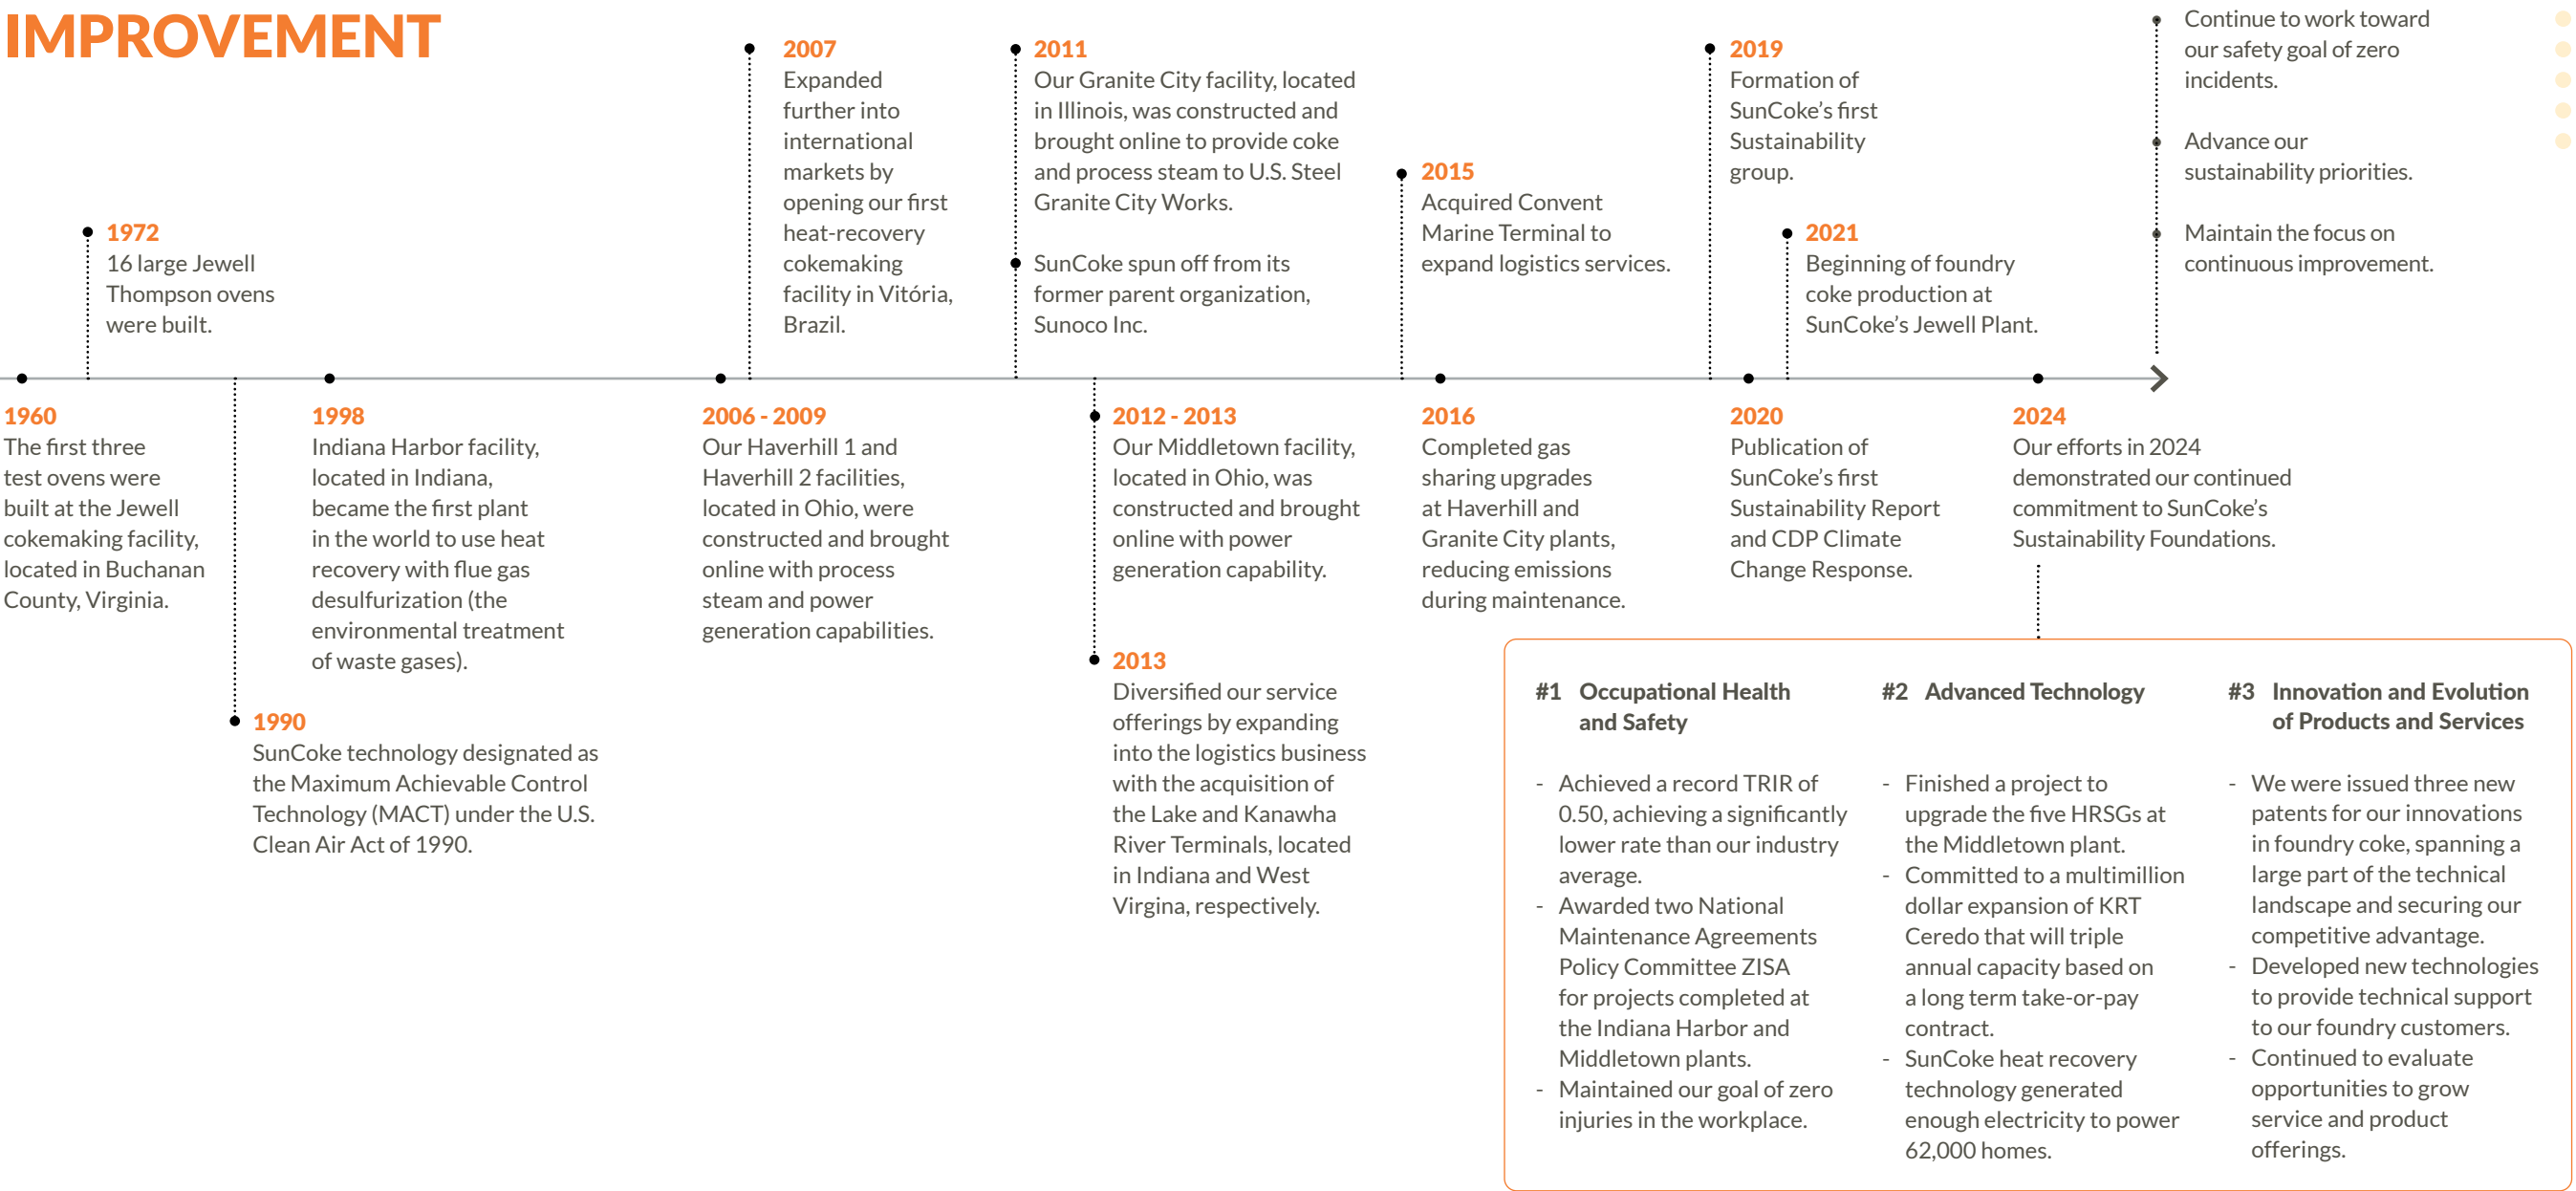 IMPROVEMENT
1960
The first three
test ovens were
built at the Jewell
cokemaking facility,
located in Buchanan
County, Virginia.
1972
16 large Jewell
Thompson ovens
were built.
1990
SunCoke technology designated as
the Maximum Achievable Control
Technology (MACT) under the U.S.
Clean Air Act of 1990.
1998
Indiana Harbor facility,
located in Indiana,
became the first plant
in the world to use heat
recovery with flue gas
desulfurization (the
environmental treatment
of waste gases).
2006 - 2009
Our Haverhill 1 and
Haverhill 2 facilities,
located in Ohio, were
constructed and brought
online with process
steam and power
generation capabilities.
2007
Expanded
further into
international
markets by
opening our first
heat-recovery
cokemaking
facility in Vitória,
Brazil.
2011
Our Granite City facility, located
in Illinois, was constructed and
brought online to provide coke
and process steam to U.S. Steel
Granite City Works.
SunCoke spun off from its
former parent organization,
Sunoco Inc.
2012 - 2013
Our Middletown facility,
located in Ohio, was
constructed and brought
online with power
generation capability.
2013
Diversified our service
offerings by expanding
into the logistics business
with the acquisition of
the Lake and Kanawha
River Terminals, located
in Indiana and West
Virgina, respectively.
2015
Acquired Convent
Marine Terminal to
expand logistics services.
2016
Completed gas
sharing upgrades
at Haverhill and
Granite City plants,
reducing emissions
during maintenance.
2019
Formation of
SunCoke's first
Sustainability
group.
2020
Publication of
SunCoke's first
Sustainability Report
and CDP Climate
Change Response.
2021
Beginning of foundry
coke production at
SunCoke's Jewell Plant.
2024
Our efforts in 2024
demonstrated our continued
commitment to SunCoke's
Sustainability Foundations.
Continue to work toward
our safety goal of zero
incidents.
Advance our
sustainability priorities.
Maintain the focus on
continuous improvement.
#1 Occupational Health
and Safety
- Achieved a record TRIR of
0.50, achieving a significantly
lower rate than our industry
average.
- Awarded two National
Maintenance Agreements
Policy Committee ZISA
for projects completed at
the Indiana Harbor and
Middletown plants.
- Maintained our goal of zero
injuries in the workplace.
#2 Advanced Technology
- Finished a project to
upgrade the five HRSGs at
the Middletown plant.
- Committed to a multimillion
dollar expansion of KRT
Ceredo that will triple
annual capacity based on
a long term take-or-pay
contract.
- SunCoke heat recovery
technology generated
enough electricity to power
62,000 homes.
#3 Innovation and Evolution
of Products and Services
- We were issued three new
patents for our innovations
in foundry coke, spanning a
large part of the technical
landscape and securing our
competitive advantage.
- Developed new technologies
to provide technical support
to our foundry customers.
- Continued to evaluate
opportunities to grow
service and product
offerings.